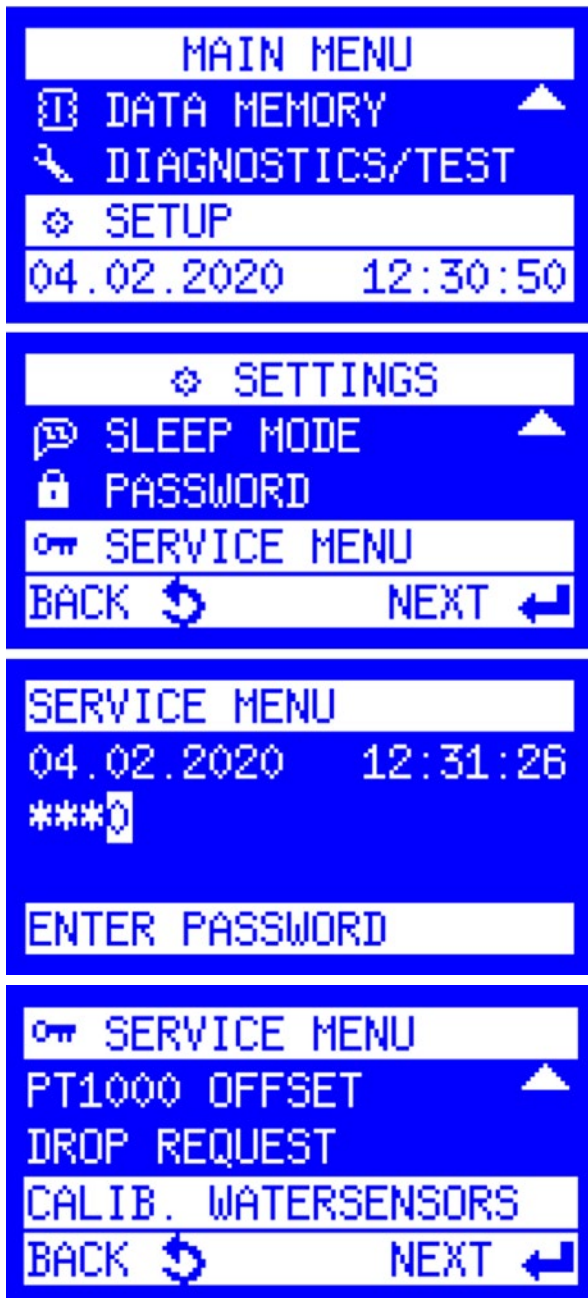 MAIN MENU
DATA MEMORY
DIAGNOSTICS/TEST
SETUP
04.02.2020 12:30:50
SETTINGS
SLEEP MODE
PASSWORD
SERVICE MENU
BACK NEXT
SERVICE MENU
04.02.2020 12:31:26
***0
ENTER PASSWORD
SERVICE MENU
PT1000 OFFSET
DROP REQUEST
CALIB. WATERSENSORS
BACK NEXT